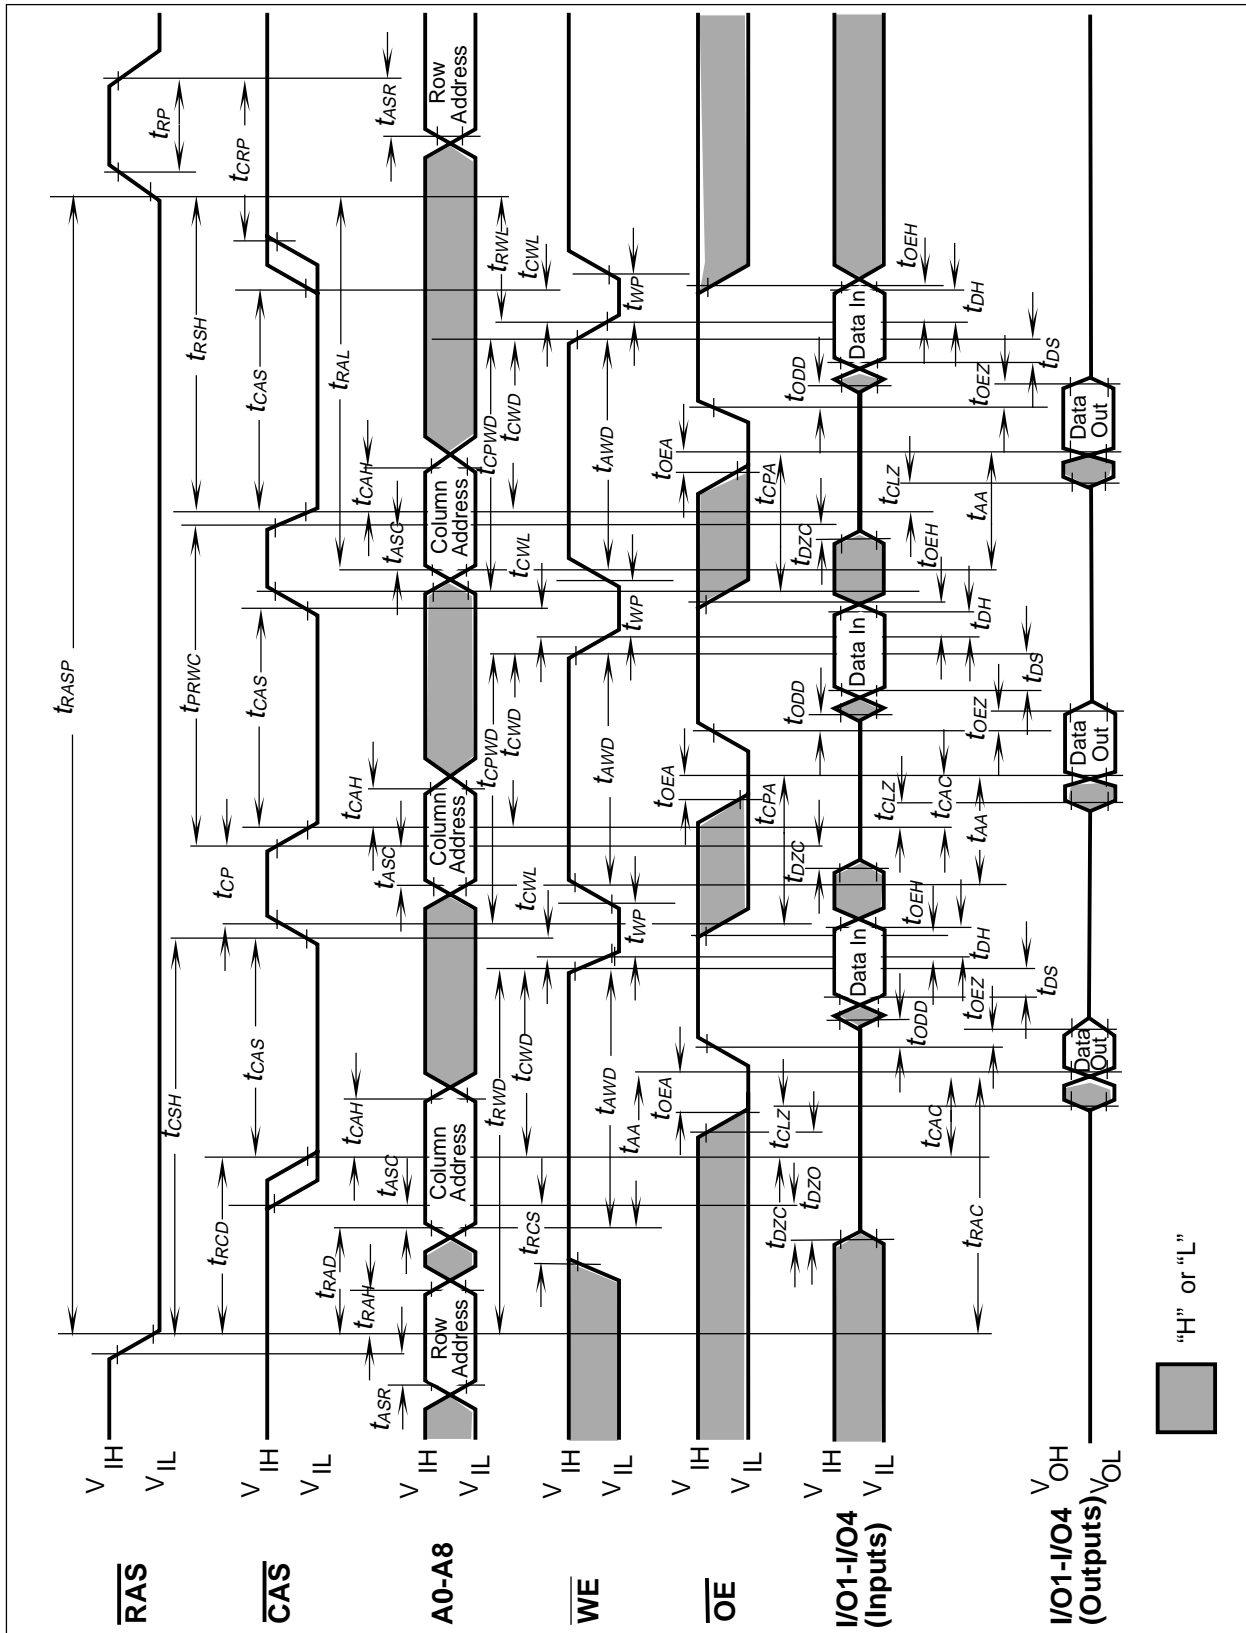 RAS
V IH
V IL
tRASP
tRP
tCSH
tCP
tPRWC
tRSH
tCRP
CAS
V IH
V IL
tRCD
tCAS
tCAS
tCAS
tRAD
tRAH
tASC
tCAH
tASC
tCAH
tASC
tCAH
tRAL
tASR
tASR
A0-A8
V IH
V IL
Row
Address
Column
Address
Column
Address
Column
Address
Row
Address
tRWD
tCPWD
tCPWD
tRWL
tRCS
tCWD
tCWL
tCWD
tCWL
tCWD
tCWL
WE
V IH
V IL
tAWD
tAWD
tAWD
tAA
tWP
tWP
tWP
tOEA
tOEA
tOEA
OE
V IH
V IL
tCPA
tCPA
tDZC
tDZO
tCLZ
tDZC
tDZC
tODD
tODD
tODD
I/O1-I/O4
(Inputs)
V IH
V IL
Data In
Data In
Data In
tOEH
tOEH
tOEH
tCLZ
tCLZ
tCAC
tCAC
tDH
tDH
tDH
tRAC
tAA
tAA
tOEZ
tOEZ
tOEZ
tDS
tDS
tDS
I/O1-I/O4
(Outputs)
VOH
VOL
Data
Out
Data
Out
Data
Out
“H” or “L”